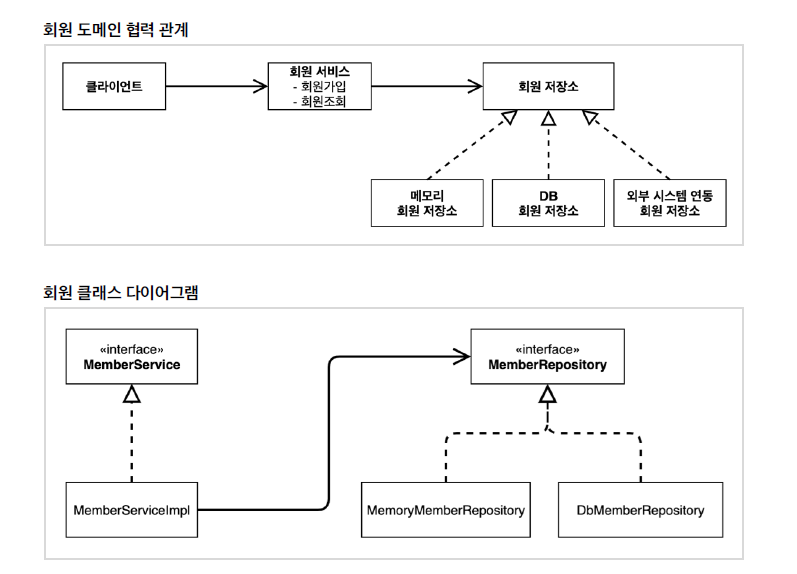 회원 도메인 협력 관계
클라이언트
회원 서비스
- 회원가입
- 회원조회
회원 저장소
메모리
회원 저장소
DB
회원 저장소
외부 시스템 연동
회원 저장소
회원 클래스 다이어그램
«interface»
MemberService
«interface»
MemberRepository
MemberServiceImpl
MemoryMemberRepository
DbMemberRepository